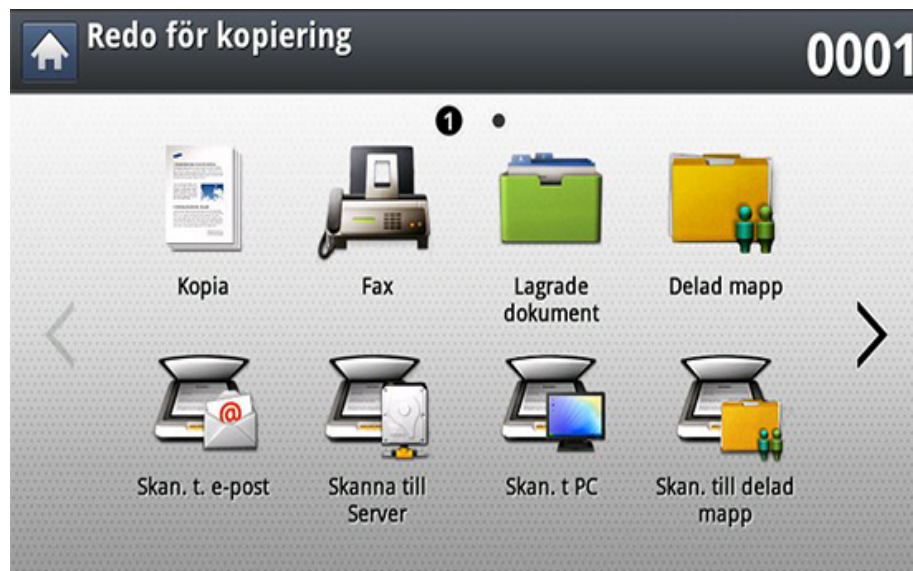 Redo för kopiering
0001
1
Kopia
Fax
Lagrade
dokument
Delad mapp
Skan. t. e-post
Skanna till
Server
Skan. t PC
Skan. till delad
mapp